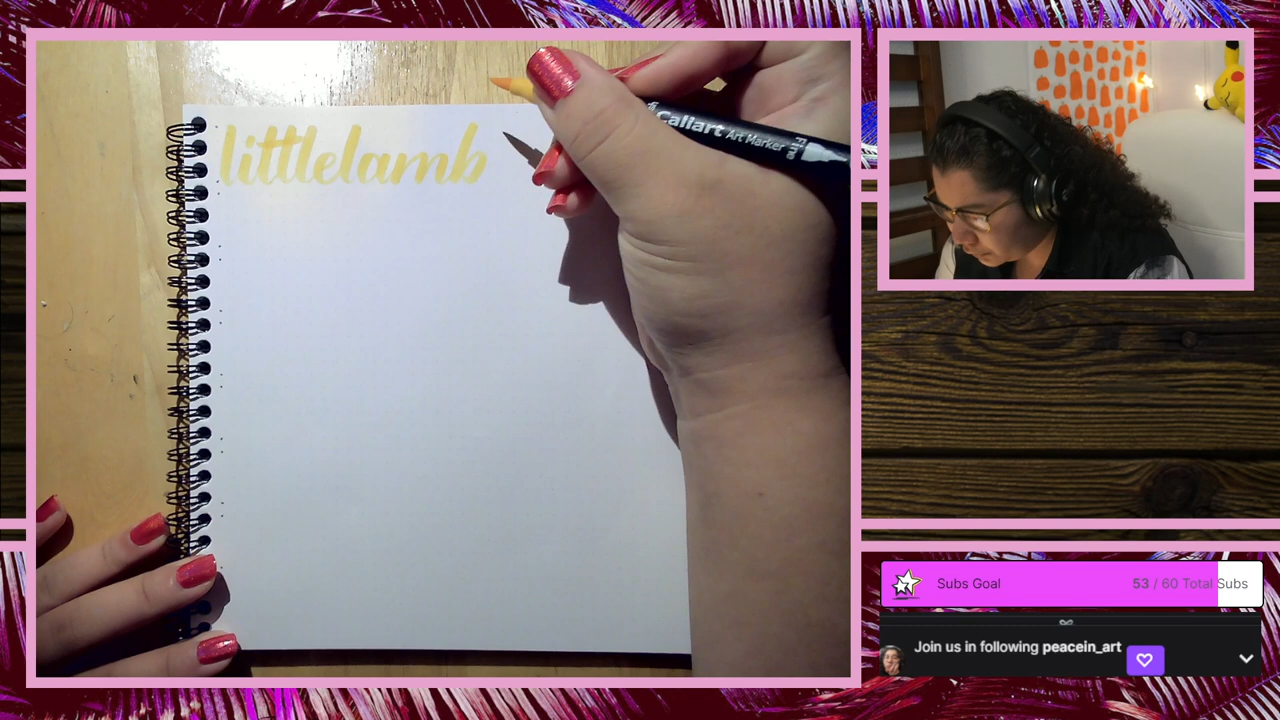 littlelamb
Caliart Art Marker
Subs Goal
53 / 60 Total Subs
Join us in following peacein_art